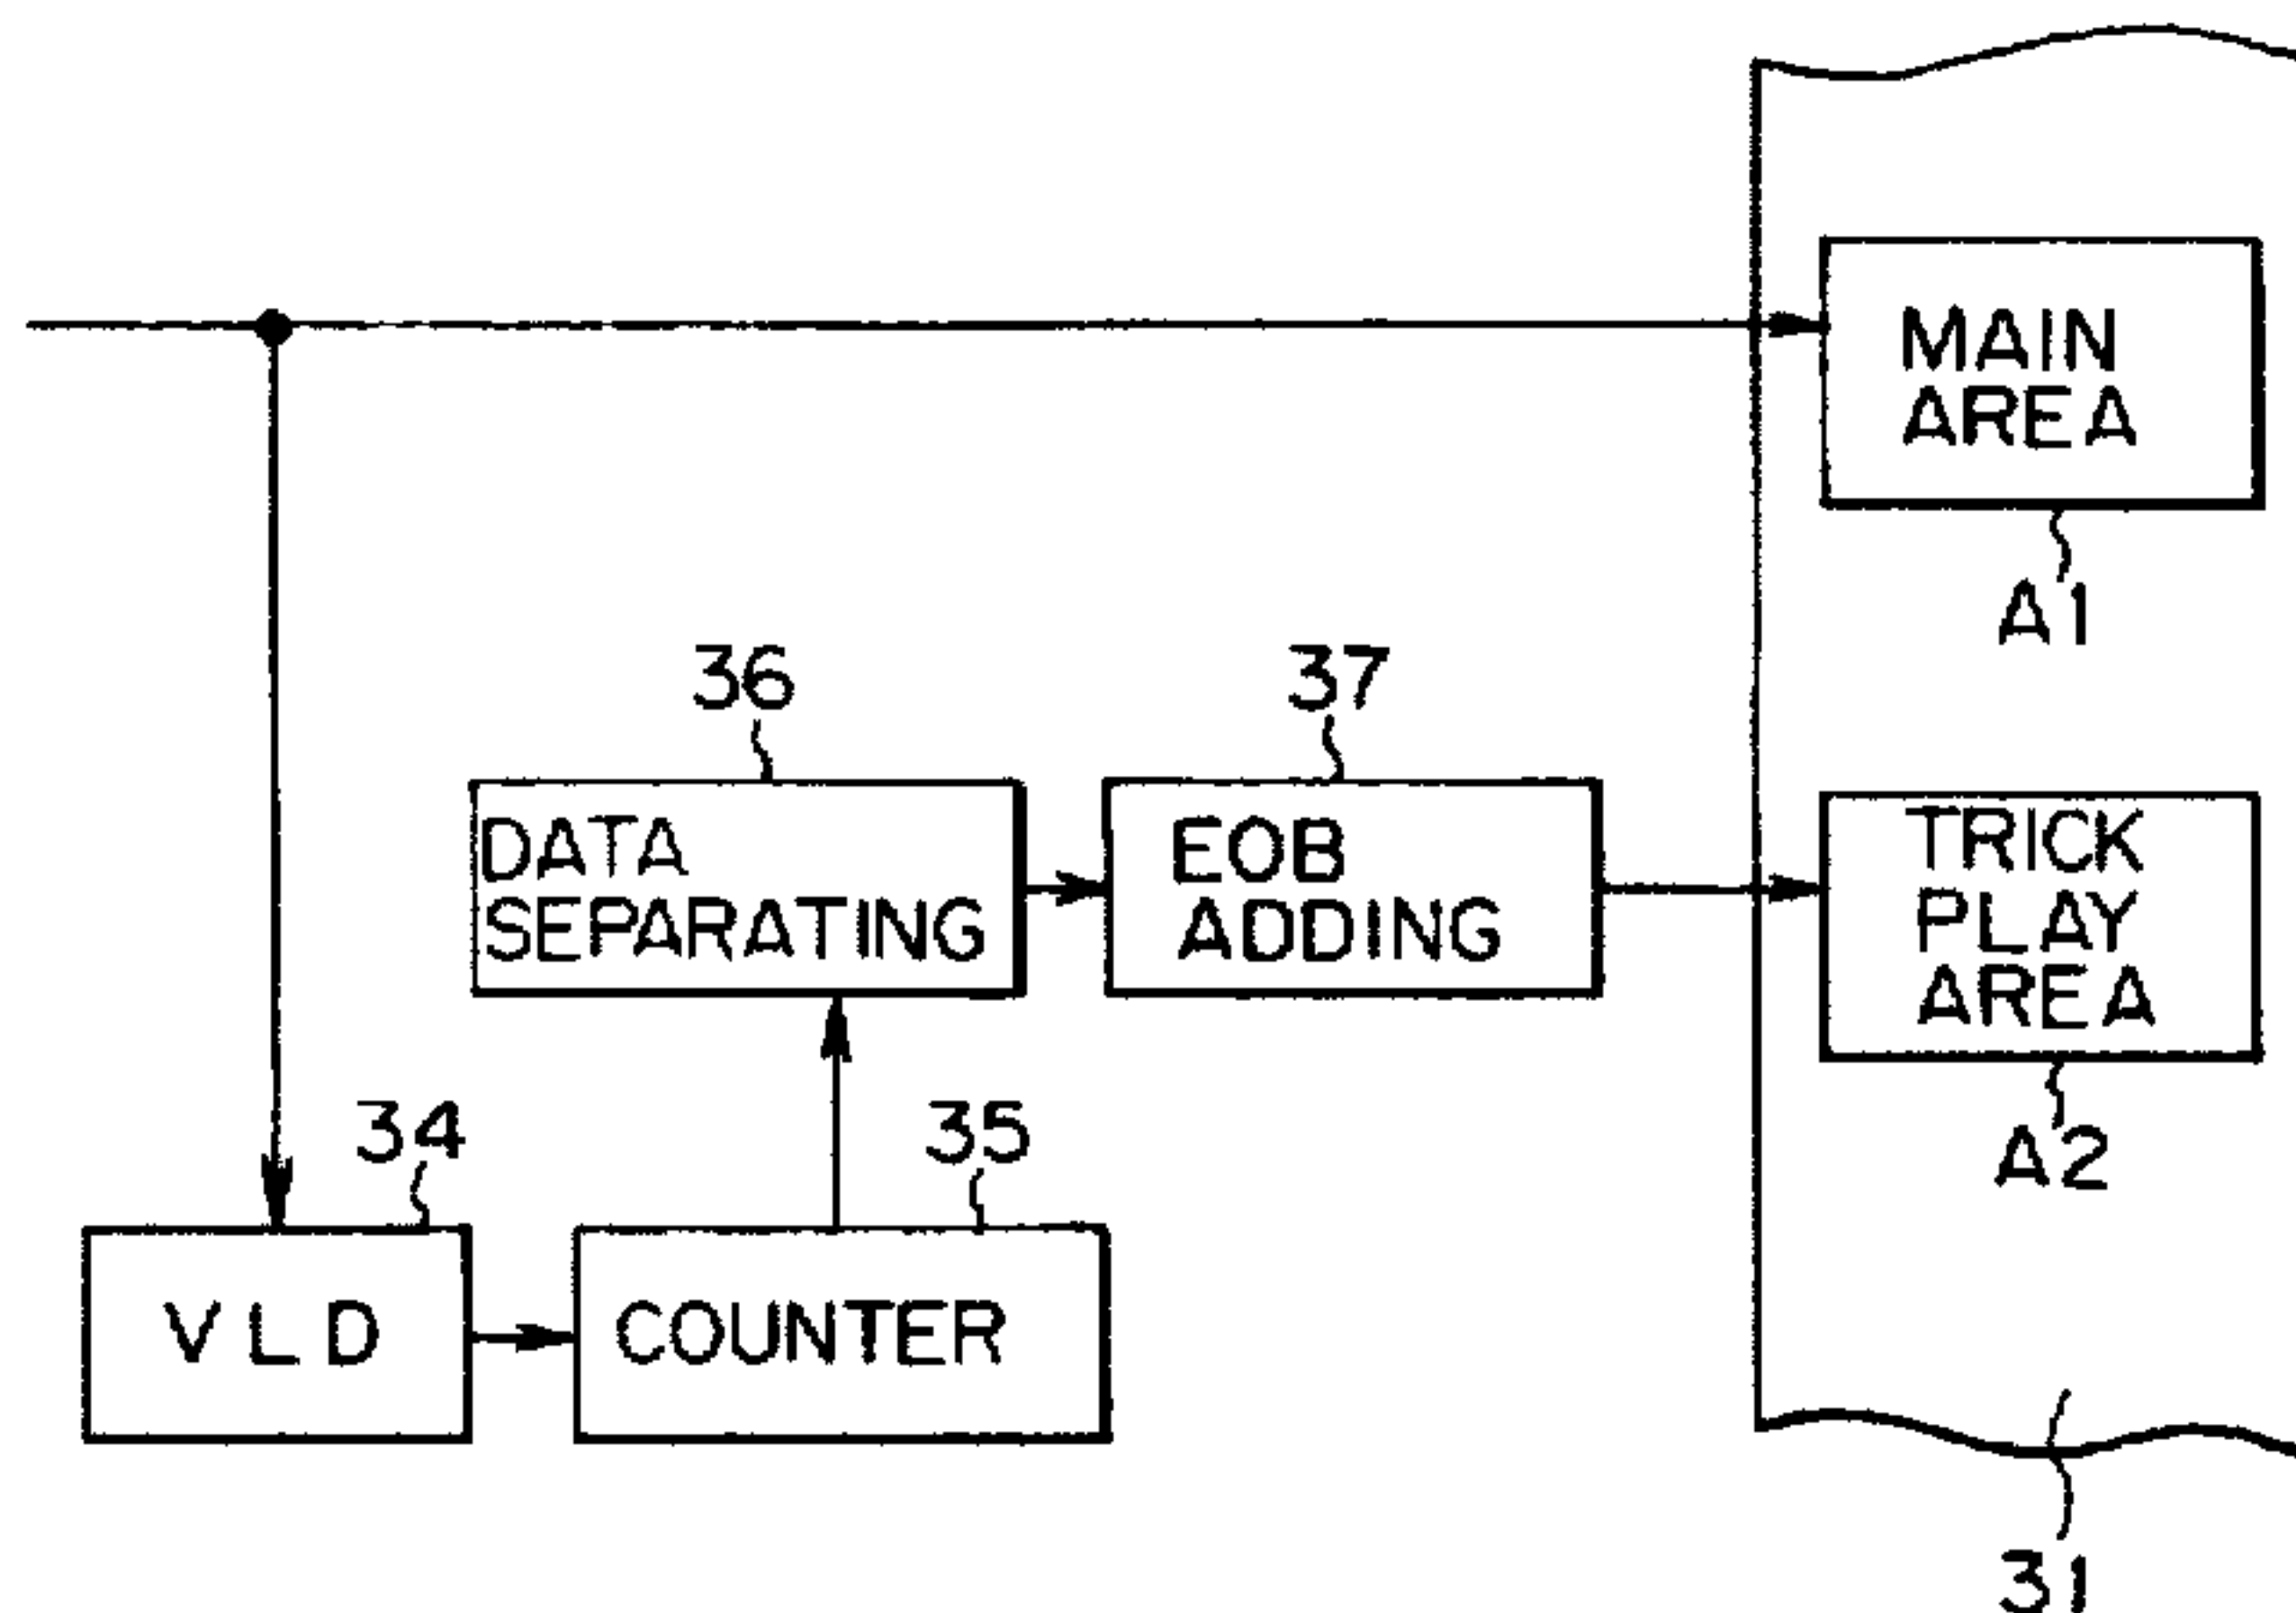 MAIN
AREA
A1
36
37
DATA
SEPARATING
EOB
ADDING
TRICK
PLAY
AREA
A2
34
35
VLD
COUNTER
31